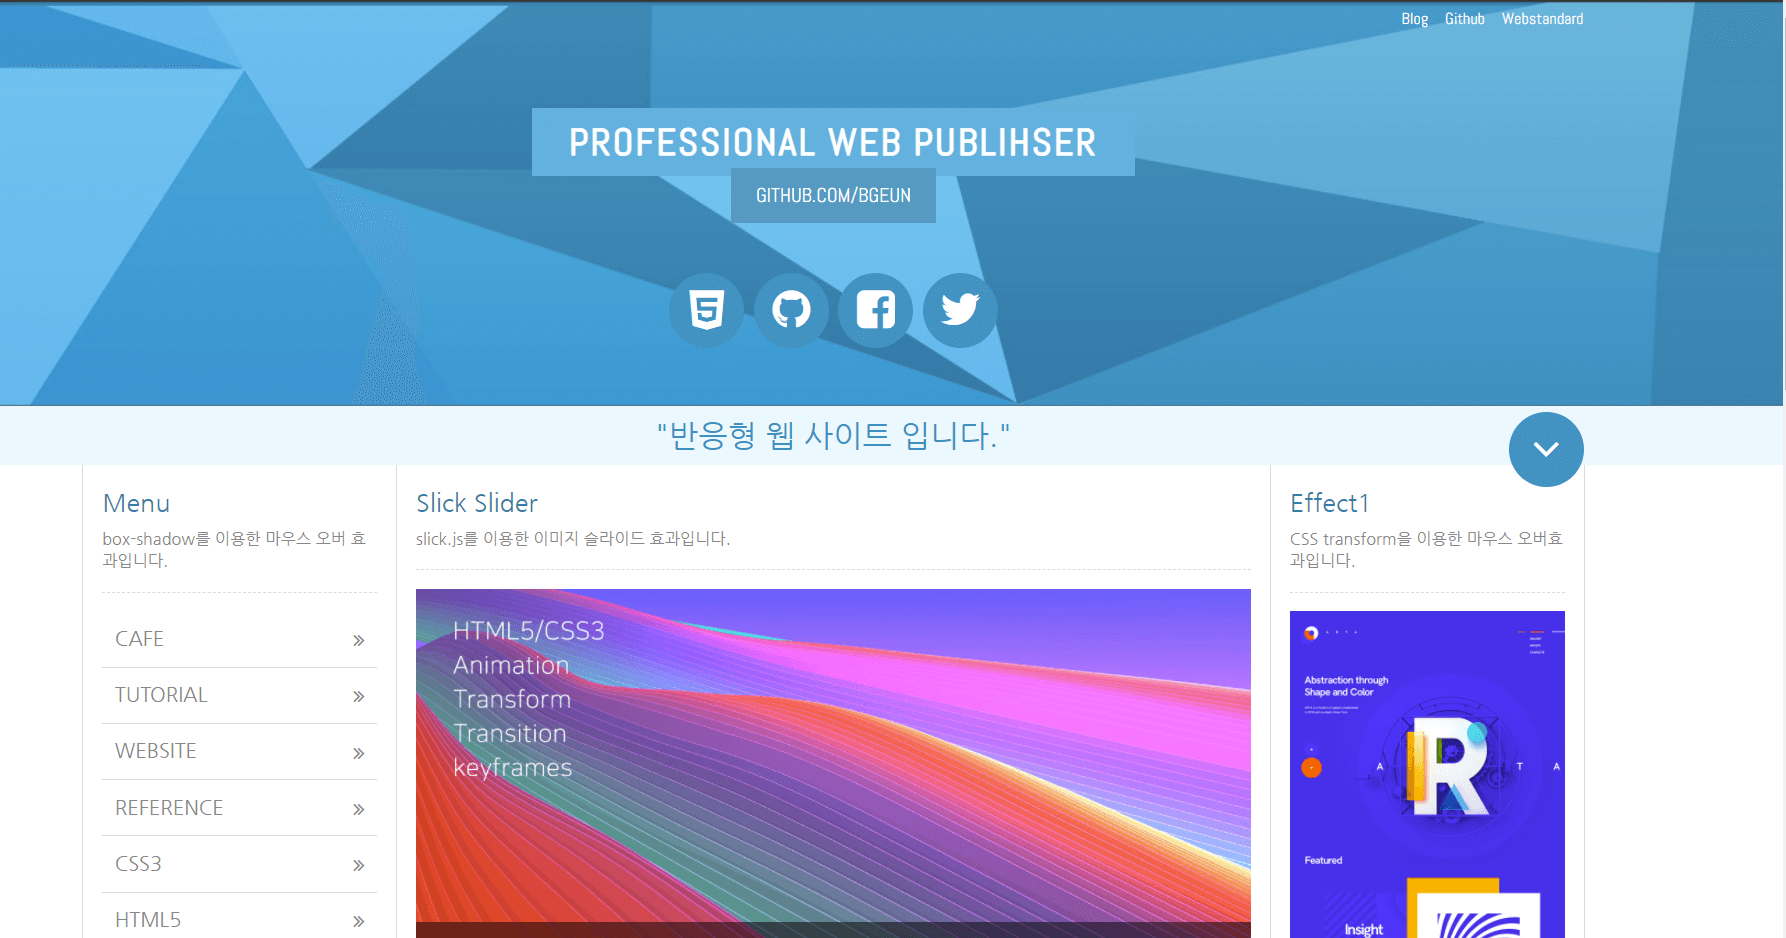 Blog Github Webstandard
PROFESSIONAL WEB PUBLIHSER
GITHUB.COM/BGEUN
"반응형 웹 사이트 입니다."
Menu
box-shadow를 이용한 마우스 오버 효
과입니다.
CAFE
TUTORIAL
WEBSITE
REFERENCE
CSS3
HTML5
Slick Slider
slick.js를 이용한 이미지 슬라이드 효과입니다.
HTML5/CSS3
Animation
Transform
Transition
keyframes
Effect1
CSS transform을 이용한 마우스 오버효
과입니다.
Abstraction through
Shape and Color
A R T A
Featured
Insight